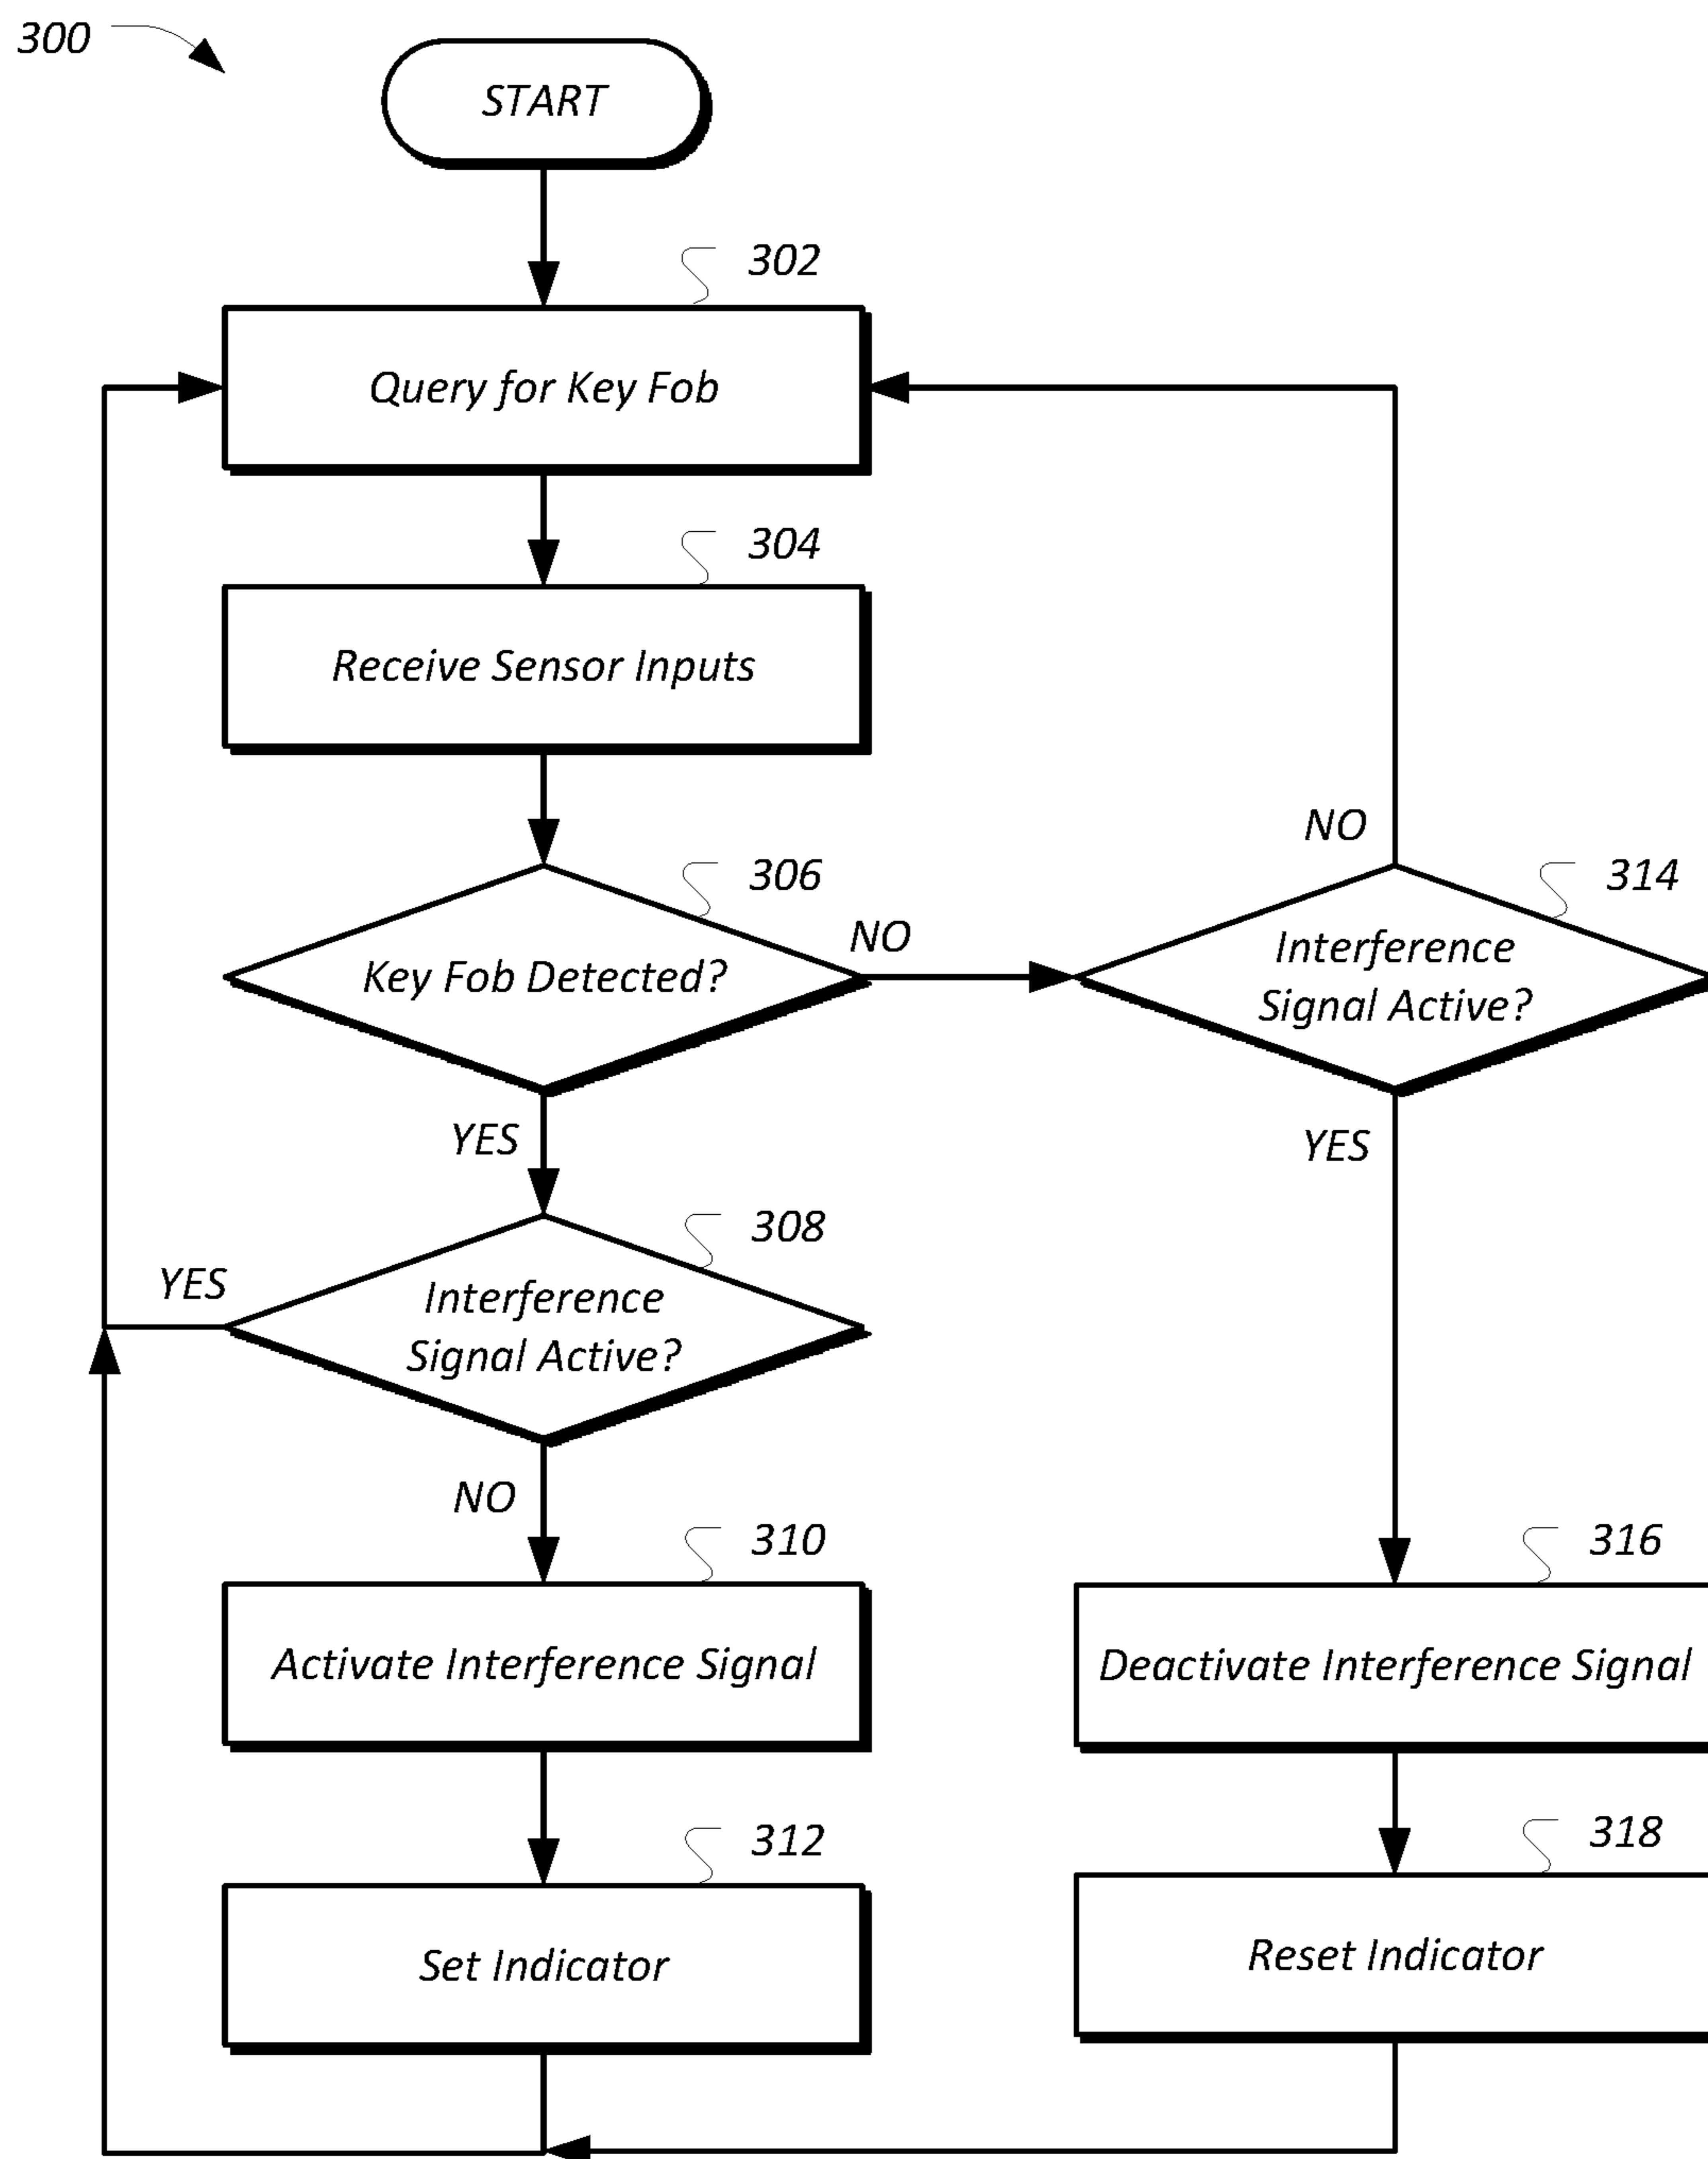 300
START
302
Query for Key Fob
304
Receive Sensor Inputs
306
Key Fob Detected?
NO
NO
314
Interference
Signal Active?
YES
YES
308
Interference
Signal Active?
YES
NO
310
Activate Interference Signal
316
Deactivate Interference Signal
312
Set Indicator
318
Reset Indicator